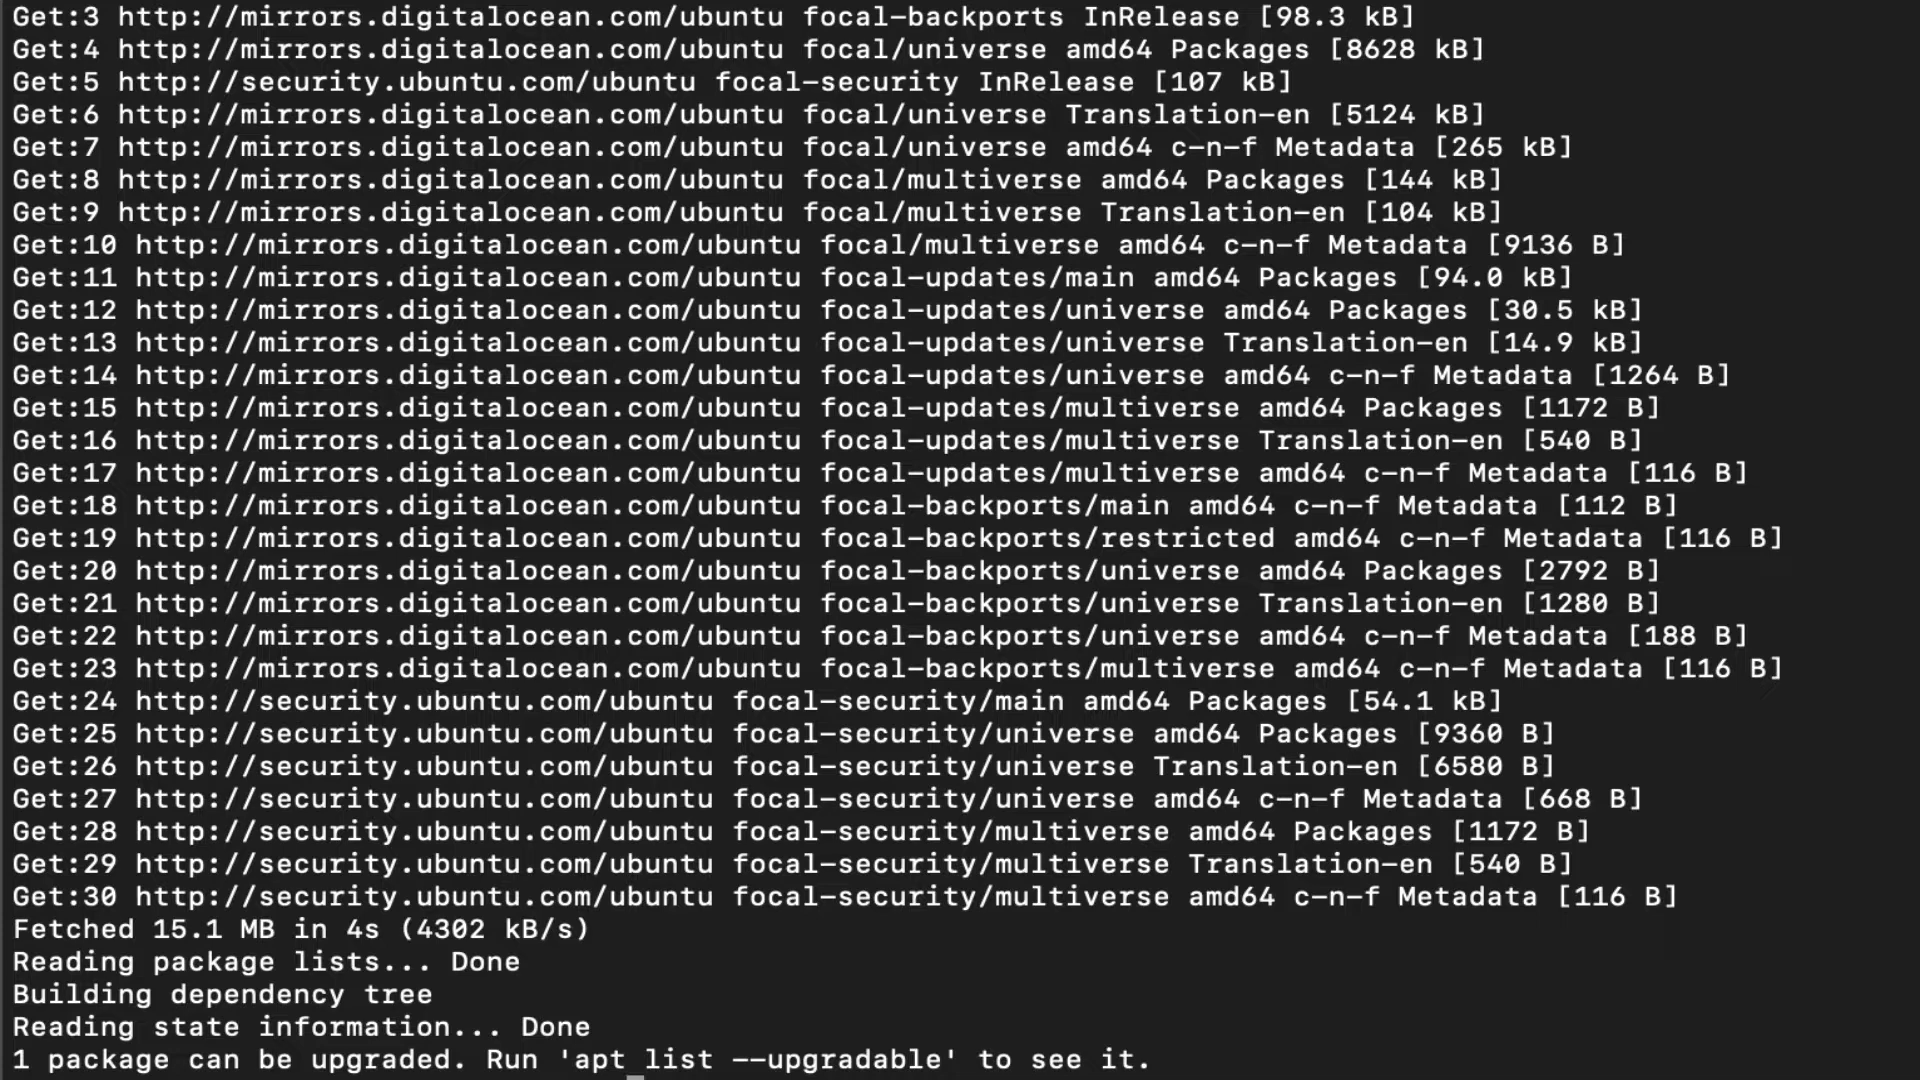 Get:3 http://mirrors.digitalocean.com/ubuntu focal-backports InRelease [98.3 kB]
Get:4 http://mirrors.digitalocean.com/ubuntu focal/universe amd64 Packages [8628 kB]
Get:5 http://security.ubuntu.com/ubuntu focal-security InRelease [107 kB]
Get:6 http://mirrors.digitalocean.com/ubuntu focal/universe Translation-en [5124 kB]
Get:7 http://mirrors.digitalocean.com/ubuntu focal/universe amd64 c-n-f Metadata [265 kB]
Get:8 http://mirrors.digitalocean.com/ubuntu focal/multiverse amd64 Packages [144 kB]
Get:9 http://mirrors.digitalocean.com/ubuntu focal/multiverse Translation-en [104 kB]
Get:10 http://mirrors.digitalocean.com/ubuntu focal/multiverse amd64 c-n-f Metadata [9136 B]
Get:11 http://mirrors.digitalocean.com/ubuntu focal-updates/main amd64 Packages [94.0 kB]
Get:12 http://mirrors.digitalocean.com/ubuntu focal-updates/universe amd64 Packages [30.5 kB]
Get:13 http://mirrors.digitalocean.com/ubuntu focal-updates/universe Translation-en [14.9 kB]
Get:14 http://mirrors.digitalocean.com/ubuntu focal-updates/universe amd64 c-n-f Metadata [1264 B]
Get:15 http://mirrors.digitalocean.com/ubuntu focal-updates/multiverse amd64 Packages [1172 B]
Get:16 http://mirrors.digitalocean.com/ubuntu focal-updates/multiverse Translation-en [540 B]
Get:17 http://mirrors.digitalocean.com/ubuntu focal-updates/multiverse amd64 c-n-f Metadata [116 B]
Get:18 http://mirrors.digitalocean.com/ubuntu focal-backports/main amd64 c-n-f Metadata [112 B]
Get:19 http://mirrors.digitalocean.com/ubuntu focal-backports/restricted amd64 c-n-f Metadata [116 B]
Get:20 http://mirrors.digitalocean.com/ubuntu focal-backports/universe amd64 Packages [2792 B]
Get:21 http://mirrors.digitalocean.com/ubuntu focal-backports/universe Translation-en [1280 B]
Get:22 http://mirrors.digitalocean.com/ubuntu focal-backports/universe amd64 c-n-f Metadata [188 B]
Get:23 http://mirrors.digitalocean.com/ubuntu focal-backports/multiverse amd64 c-n-f Metadata [116 B]
Get:24 http://security.ubuntu.com/ubuntu focal-security/main amd64 Packages [54.1 kB]
Get:25 http://security.ubuntu.com/ubuntu focal-security/universe amd64 Packages [9360 B]
Get:26 http://security.ubuntu.com/ubuntu focal-security/universe Translation-en [6580 B]
Get:27 http://security.ubuntu.com/ubuntu focal-security/universe amd64 c-n-f Metadata [668 B]
Get:28 http://security.ubuntu.com/ubuntu focal-security/multiverse amd64 Packages [1172 B]
Get:29 http://security.ubuntu.com/ubuntu focal-security/multiverse Translation-en [540 B]
Get:30 http://security.ubuntu.com/ubuntu focal-security/multiverse amd64 c-n-f Metadata [116 B]
Fetched 15.1 MB in 4s (4302 kB/s)
Reading package lists... Done
Building dependency tree
Reading state information... Done
1 package can be upgraded. Run 'apt list --upgradable' to see it.